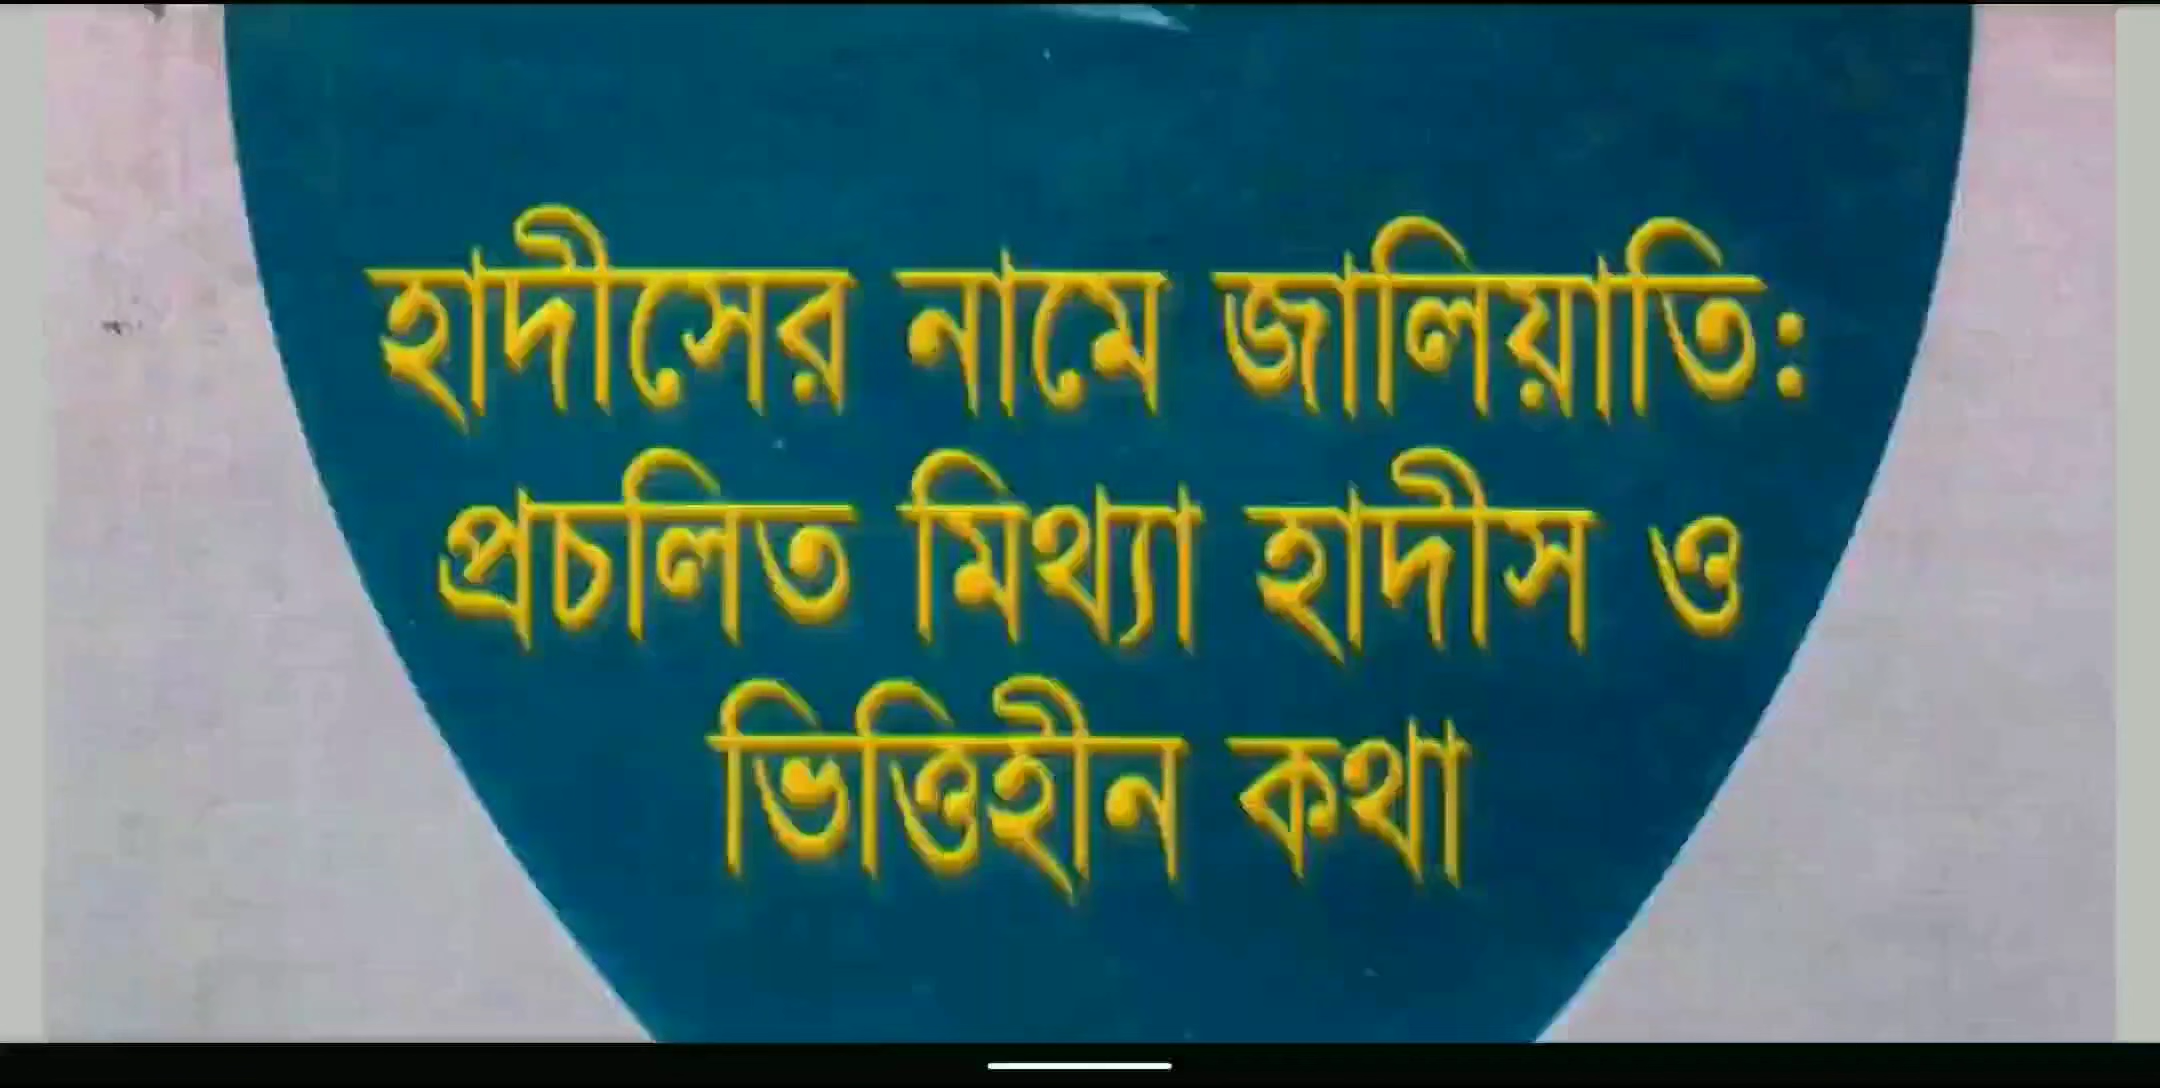 হাদীসের নামে জালিয়াতি:
প্রচলিত মিথ্যা হাদীস ও
ভিত্তিহীন কথা